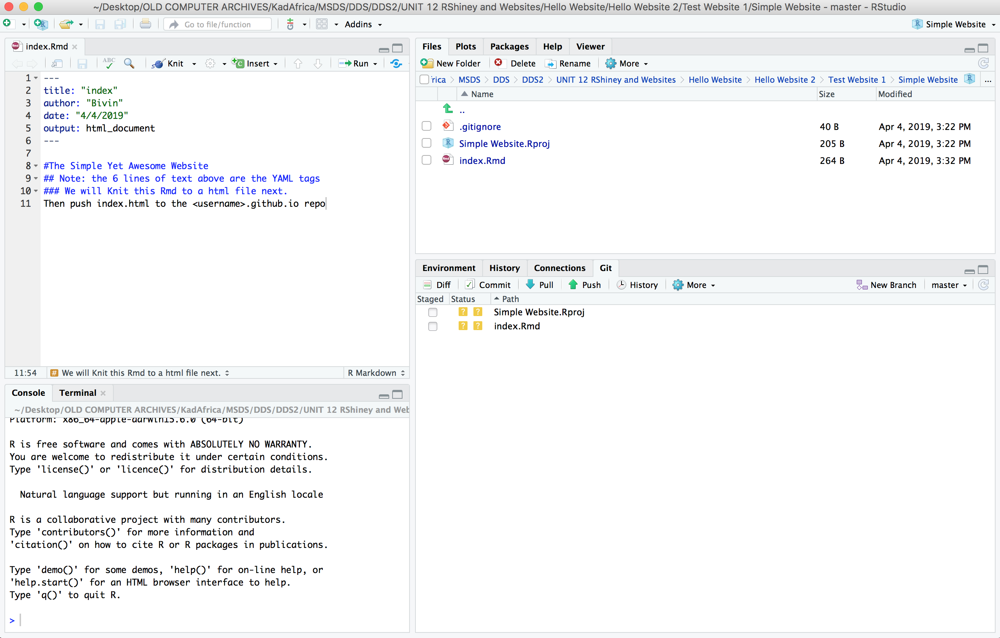 ~/Desktop/OLD COMPUTER ARCHIVES/KadAfrica/MSDS/DDS/DDS2/UNIT 12 RShiney and Websites/Hello Website/Hello Website 2/Test Website 1/Simple Website - master - RStudio
Go to file/function
Git
Addins
R Simple Website
Rmd index.Rmd
ABC Knit C Insert Run
1 ---
2 title: "index"
3 author: "Bivin"
4 date: "4/4/2019"
5 output: html_document
6 ---
7
8 #The Simple Yet Awesome Website
9 ## Note: the 6 lines of text above are the YAML tags
10 ### We will Knit this Rmd to a html file next.
11 Then push index.html to the <username>.github.io repo
11:54 # We will Knit this Rmd to a html file next. R Markdown
Console Terminal
~/Desktop/OLD COMPUTER ARCHIVES/KadAfrica/MSDS/DDS/DDS2/UNIT 12 RShiney and Web
Platform: x86_64-apple-darwin15.6.0 (64-bit)
R is free software and comes with ABSOLUTELY NO WARRANTY.
You are welcome to redistribute it under certain conditions.
Type 'license()' or 'licence()' for distribution details.
Natural language support but running in an English locale
R is a collaborative project with many contributors.
Type 'contributors()' for more information and
'citation()' on how to cite R or R packages in publications.
Type 'demo()' for some demos, 'help()' for on-line help, or
'help.start()' for an HTML browser interface to help.
Type 'q()' to quit R.
>
Files Plots Packages Help Viewer
New Folder Delete Rename More
rica > MSDS > DDS > DDS2 > UNIT 12 RShiney and Websites > Hello Website > Hello Website 2 > Test Website 1 > Simple Website R ...
Name Size Modified
..
.gitignore 40 B Apr 4, 2019, 3:22 PM
R Simple Website.Rproj 205 B Apr 4, 2019, 3:22 PM
Rmd index.Rmd 264 B Apr 4, 2019, 3:32 PM
Environment History Connections Git
Diff Commit Pull Push History More New Branch master
Staged Status Path
? ? Simple Website.Rproj
? ? index.Rmd